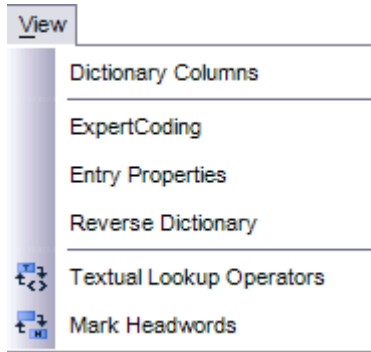 View
Dictionary Columns
ExpertCoding
Entry Properties
Reverse Dictionary
Textual Lookup Operators
Mark Headwords